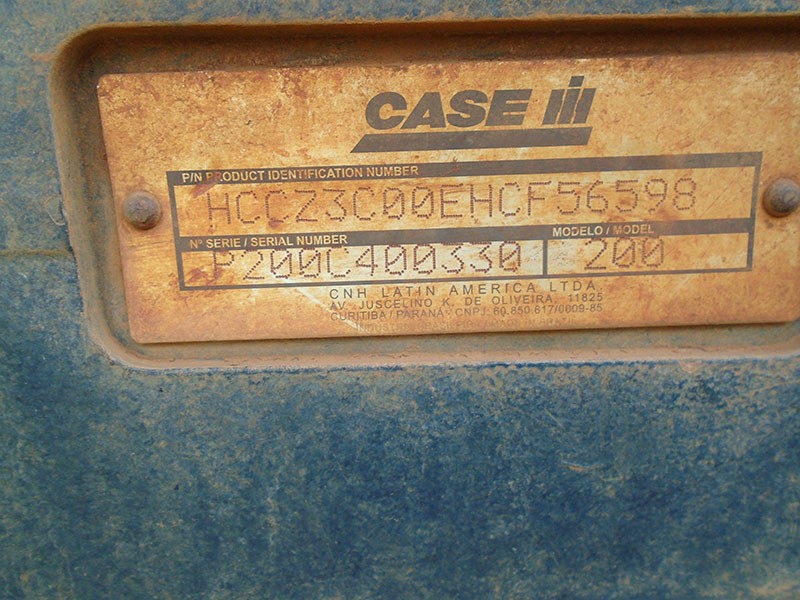 CASE IH
P/N PRODUCT IDENTIFICATION NUMBER
HCCZ3C00EHCF56598
Nº SERIE / SERIAL NUMBER
P200C400330
MODELO / MODEL
200
CNH LATIN AMERICA LTDA.
AV. JUSCELINO K. DE OLIVEIRA, 11825
CURITIBA / PARANÁ - CNPJ: 60.850.617/0009-85